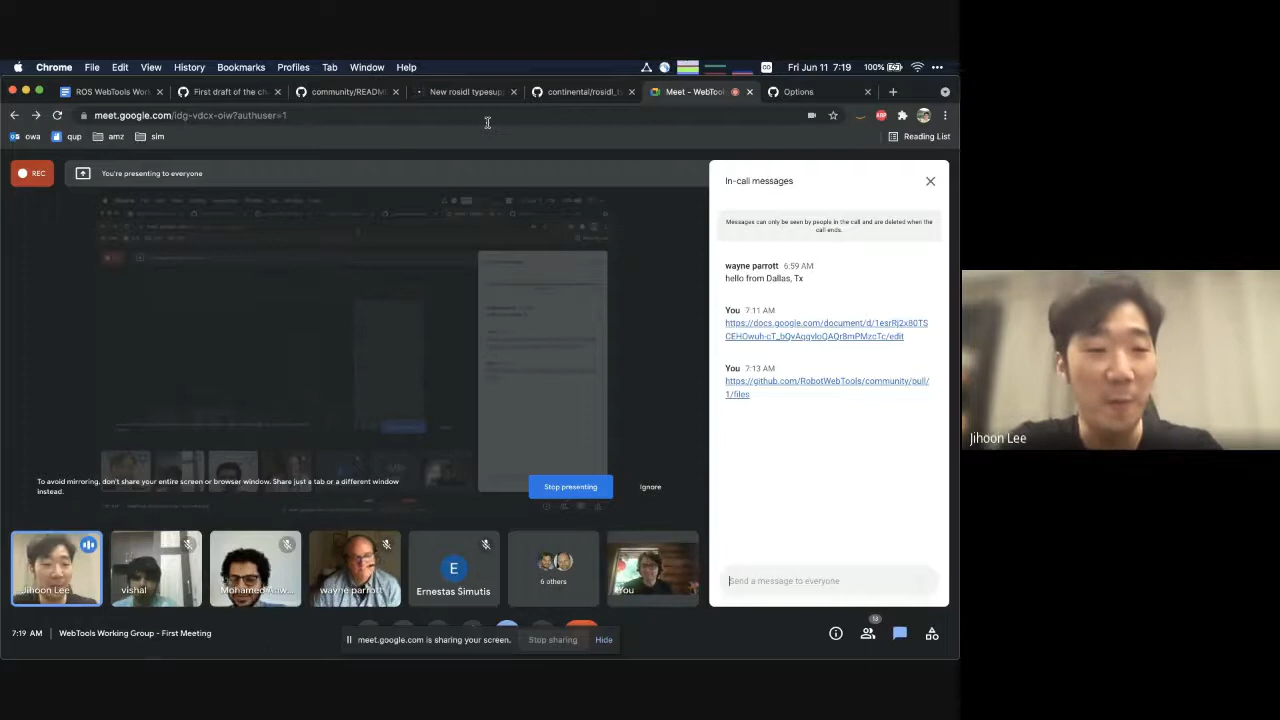 Chrome File Edit View History Bookmarks Profiles Tab Window Help
Fri Jun 11 7:19 100%
ROS WebTools Wor
First draft of the ch
community/READM
New rosidl typesupp
continental/rosidl_t
Meet - WebTool
Options
meet.google.com/idg-vdcx-oiw?authuser=1
owa qup amz sim
Reading List
REC
You're presenting to everyone
In-call messages
Messages can only be seen by people in the call and are deleted when the
call ends.
wayne parrott 6:59 AM
hello from Dallas, Tx
You 7:11 AM
https://docs.google.com/document/d/1esrRj2x80TS
You 7:13 AM
https://github.com/RobotWebTools/community/pull/
1/files
To avoid mirroring, don't share your entire screen or browser window. Share just a tab or a different window
instead.
Stop presenting
Ignore
Jihoon Lee
vishal
Mohamed Anw...
wayne parrott
E
Ernestas Simutis
6 others
You
Send a message to everyone
7:19 AM | WebTools Working Group - First Meeting
meet.google.com is sharing your screen.
Stop sharing
Hide
13
Jihoon Lee